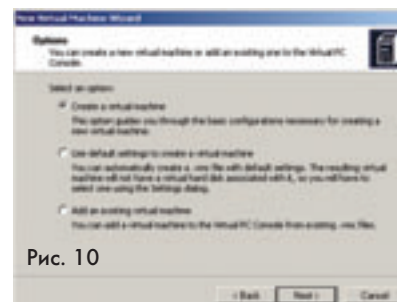 New Virtual Machine Wizard
Options
You can create a new virtual machine or add an existing one to the Virtual PC
Console.
Select an option:
Create a virtual machine
This option guides you through the basic configurations necessary for creating a
new virtual machine.
Use default settings to create a virtual machine
You can automatically create a .vmc file with default settings. The resulting virtual
machine will not have a virtual hard disk associated with it, so you will have to
select one using the Settings dialog.
Add an existing virtual machine
You can add a virtual machine to the Virtual PC Console from existing .vmc files.
Рис. 10
< Back
Next >
Cancel